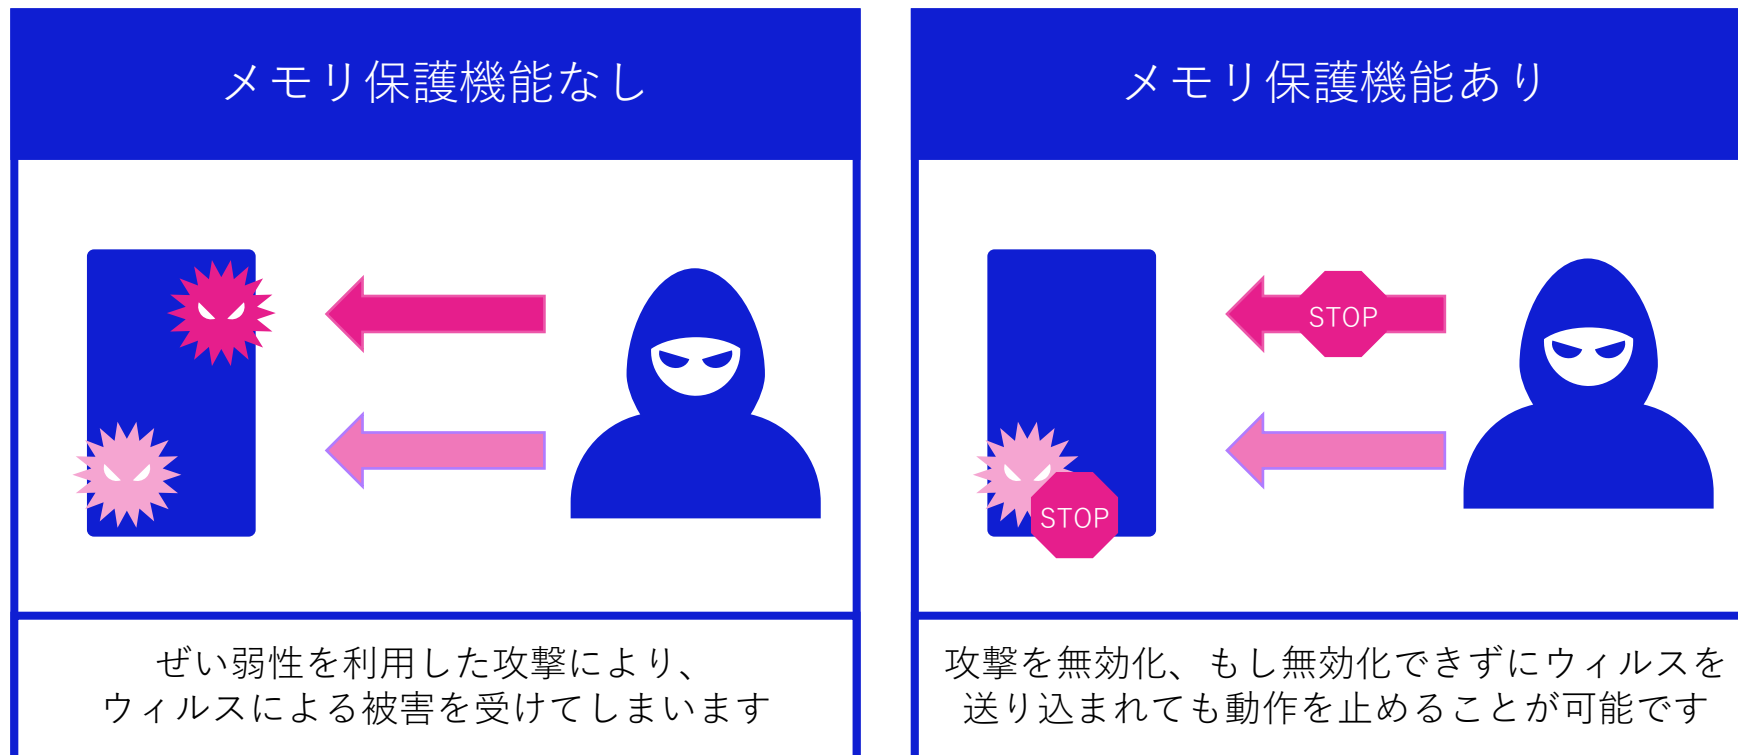 メモリ保護機能なし
ぜい弱性を利用した攻撃により、
ウィルスによる被害を受けてしまいます
メモリ保護機能あり
STOP
STOP
攻撃を無効化、もし無効化できずにウィルスを
送り込まれても動作を止めることが可能です